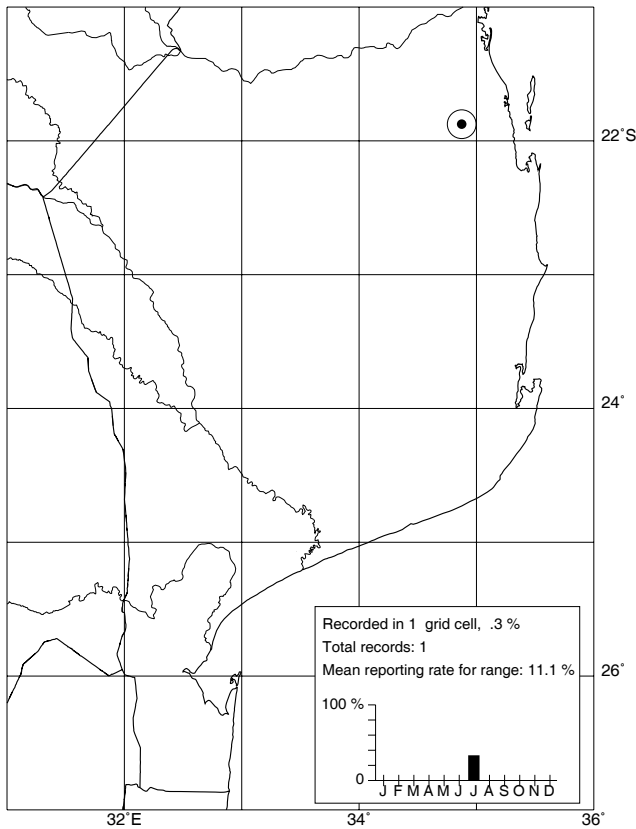 22˚S
24˚
Recorded in 1 grid cell, .3 %
Total records: 1
Mean reporting rate for range: 11.1 %
26˚
100 %
0
J F M A M J J A S O N D
32˚E
34˚
36˚